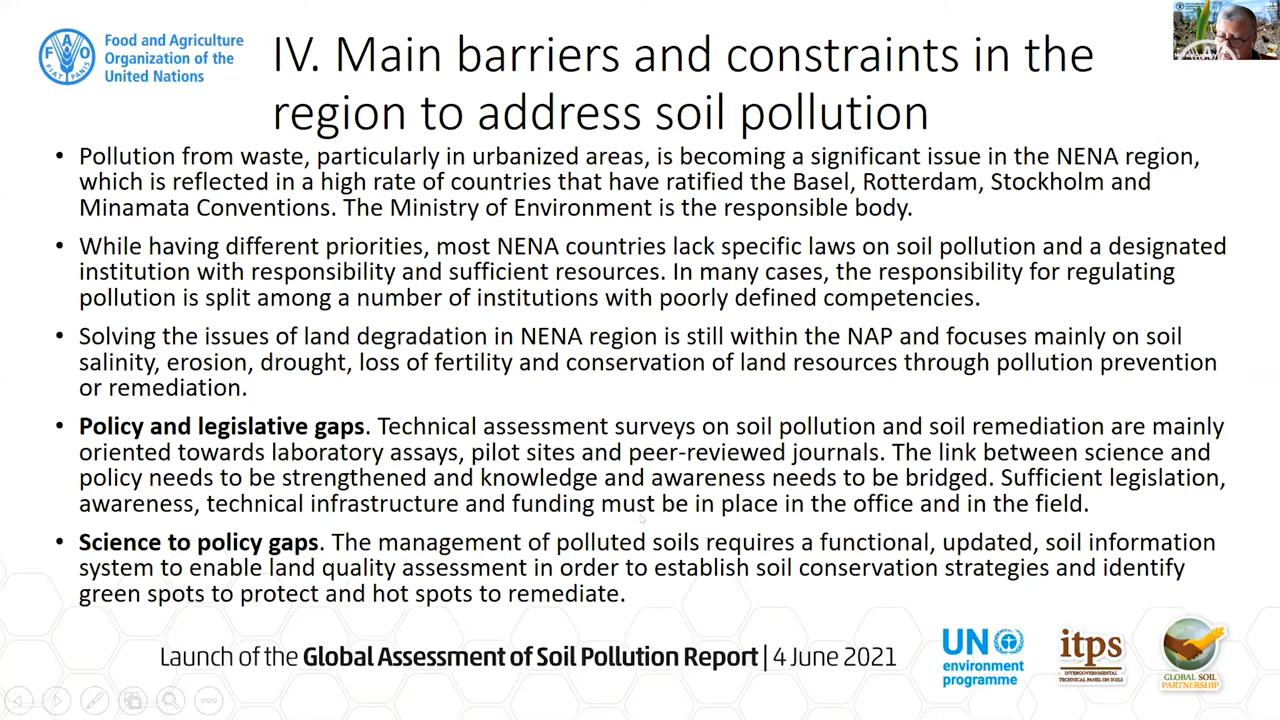 Food and Agriculture
Organization of the
United Nations
F A O
FIAT PANIS
IV. Main barriers and constraints in the
region to address soil pollution
• Pollution from waste, particularly in urbanized areas, is becoming a significant issue in the NENA region,
which is reflected in a high rate of countries that have ratified the Basel, Rotterdam, Stockholm and
Minamata Conventions. The Ministry of Environment is the responsible body.
• While having different priorities, most NENA countries lack specific laws on soil pollution and a designated
institution with responsibility and sufficient resources. In many cases, the responsibility for regulating
pollution is split among a number of institutions with poorly defined competencies.
• Solving the issues of land degradation in NENA region is still within the NAP and focuses mainly on soil
salinity, erosion, drought, loss of fertility and conservation of land resources through pollution prevention
or remediation.
• Policy and legislative gaps. Technical assessment surveys on soil pollution and soil remediation are mainly
oriented towards laboratory assays, pilot sites and peer-reviewed journals. The link between science and
policy needs to be strengthened and knowledge and awareness needs to be bridged. Sufficient legislation,
awareness, technical infrastructure and funding must be in place in the office and in the field.
• Science to policy gaps. The management of polluted soils requires a functional, updated, soil information
system to enable land quality assessment in order to establish soil conservation strategies and identify
green spots to protect and hot spots to remediate.
Launch of the Global Assessment of Soil Pollution Report | 4 June 2021
UN
environment
programme
itps
INTERGOVERNMENTAL
TECHNICAL PANEL ON SOILS
GLOBAL SOIL
PARTNERSHIP